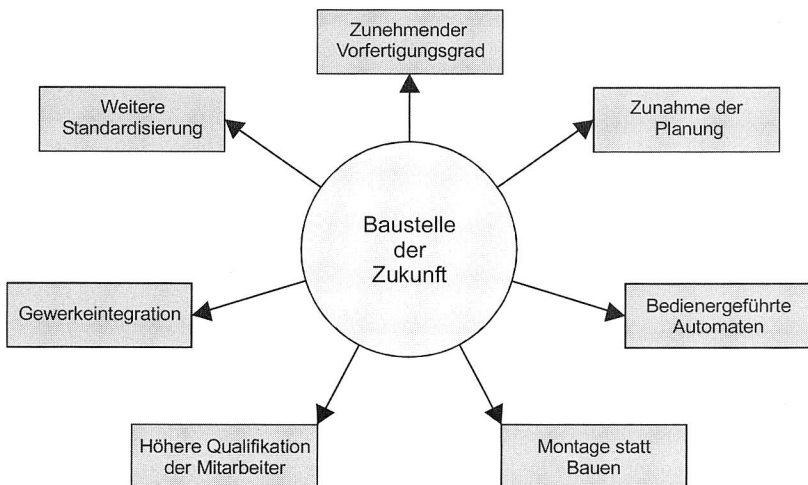 Zunehmender
Vorfertigungsgrad
Weitere
Standardisierung
Zunahme der
Planung
Baustelle
der
Zukunft
Gewerkeintegration
Bedienergeführte
Automaten
Höhere Qualifikation
der Mitarbeiter
Montage statt
Bauen